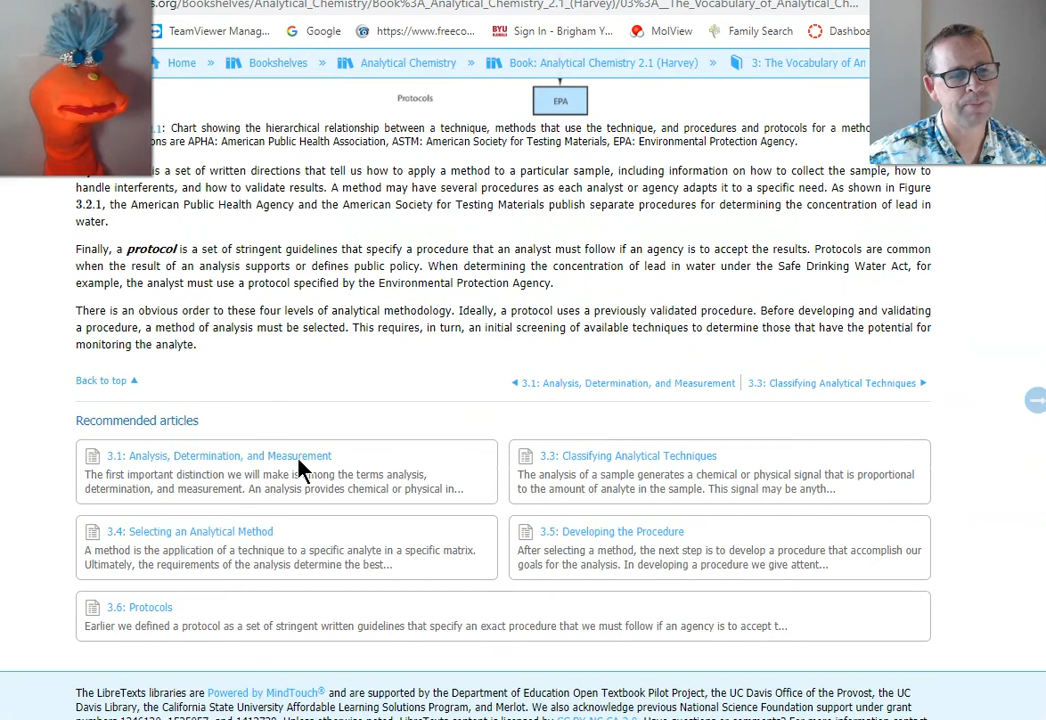 s.org/Bookshelves/Analytical_Chemistry/Book%3A_Analytical_Chemistry_2.1_(Harvey)/03%3A__The_Vocabulary_of_Analytical_Ch...
TeamViewer Manag... Google https://www.freeco... Sign In - Brigham Y... MolView Family Search Dashboa
Home » Bookshelves » Analytical Chemistry » Book: Analytical Chemistry 2.1 (Harvey) » 3: The Vocabulary of An
Protocols EPA
.1: Chart showing the hierarchical relationship between a technique, methods that use the technique, and procedures and protocols for a metho
ons are APHA: American Public Health Association, ASTM: American Society for Testing Materials, EPA: Environmental Protection Agency.
is a set of written directions that tell us how to apply a method to a particular sample, including information on how to collect the sample, how to
handle interferents, and how to validate results. A method may have several procedures as each analyst or agency adapts it to a specific need. As shown in Figure
3.2.1, the American Public Health Agency and the American Society for Testing Materials publish separate procedures for determining the concentration of lead in
water.
Finally, a protocol is a set of stringent guidelines that specify a procedure that an analyst must follow if an agency is to accept the results. Protocols are common
when the result of an analysis supports or defines public policy. When determining the concentration of lead in water under the Safe Drinking Water Act, for
example, the analyst must use a protocol specified by the Environmental Protection Agency.
There is an obvious order to these four levels of analytical methodology. Ideally, a protocol uses a previously validated procedure. Before developing and validating
a procedure, a method of analysis must be selected. This requires, in turn, an initial screening of available techniques to determine those that have the potential for
monitoring the analyte.
Back to top ▲
◄ 3.1: Analysis, Determination, and Measurement | 3.3: Classifying Analytical Techniques ►
Recommended articles
3.1: Analysis, Determination, and Measurement
The first important distinction we will make is among the terms analysis,
determination, and measurement. An analysis provides chemical or physical in...
3.3: Classifying Analytical Techniques
The analysis of a sample generates a chemical or physical signal that is proportional
to the amount of analyte in the sample. This signal may be anyth...
3.4: Selecting an Analytical Method
A method is the application of a technique to a specific analyte in a specific matrix.
Ultimately, the requirements of the analysis determine the best...
3.5: Developing the Procedure
After selecting a method, the next step is to develop a procedure that accomplish our
goals for the analysis. In developing a procedure we give attent...
3.6: Protocols
Earlier we defined a protocol as a set of stringent written guidelines that specify an exact procedure that we must follow if an agency is to accept t...
The LibreTexts libraries are Powered by MindTouch® and are supported by the Department of Education Open Textbook Pilot Project, the UC Davis Office of the Provost, the UC
Davis Library, the California State University Affordable Learning Solutions Program, and Merlot. We also acknowledge previous National Science Foundation support under grant